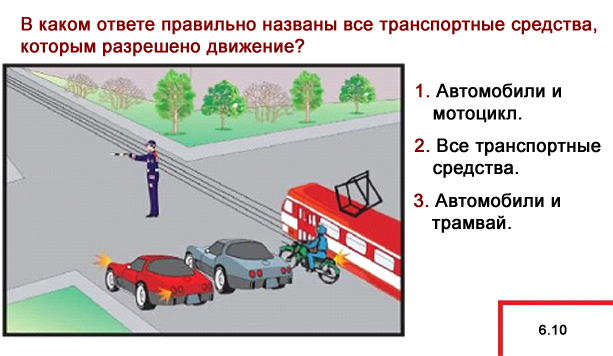 В каком ответе правильно названы все транспортные средства,
которым разрешено движение?
1. Автомобили и
мотоцикл.
2. Все транспортные
средства.
3. Автомобили и
трамвай.
6.10